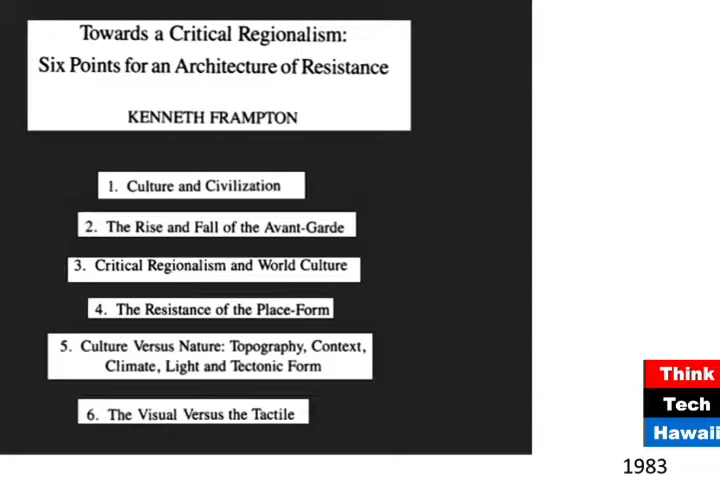 Towards a Critical Regionalism:
Six Points for an Architecture of Resistance
KENNETH FRAMPTON
1. Culture and Civilization
2. The Rise and Fall of the Avant-Garde
3. Critical Regionalism and World Culture
4. The Resistance of the Place-Form
5. Culture Versus Nature: Topography, Context,
Climate, Light and Tectonic Form
6. The Visual Versus the Tactile
Think
Tech
Hawaii
1983